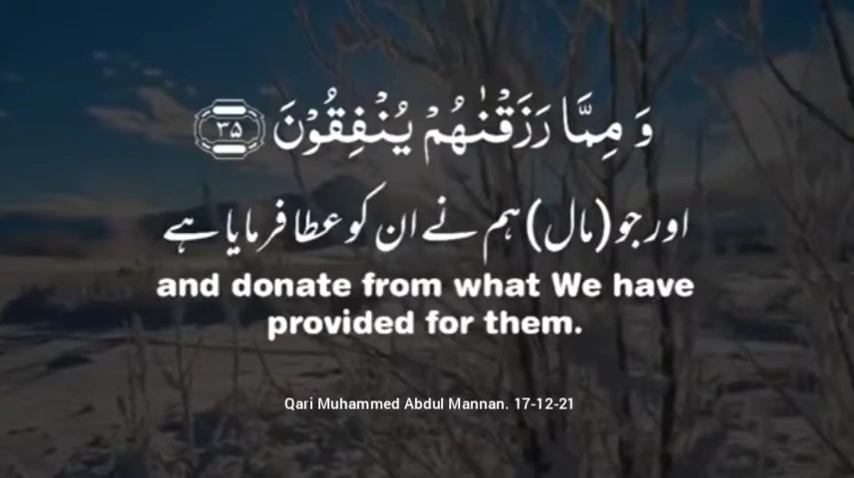 وَ مِمَّا رَزَقْنٰهُمْ يُنْفِقُوْنَ ۳۵
اور جو (مال) ہم نے ان کو عطا فرمایا ہے
and donate from what We have
provided for them.
Qari Muhammed Abdul Mannan. 17-12-21